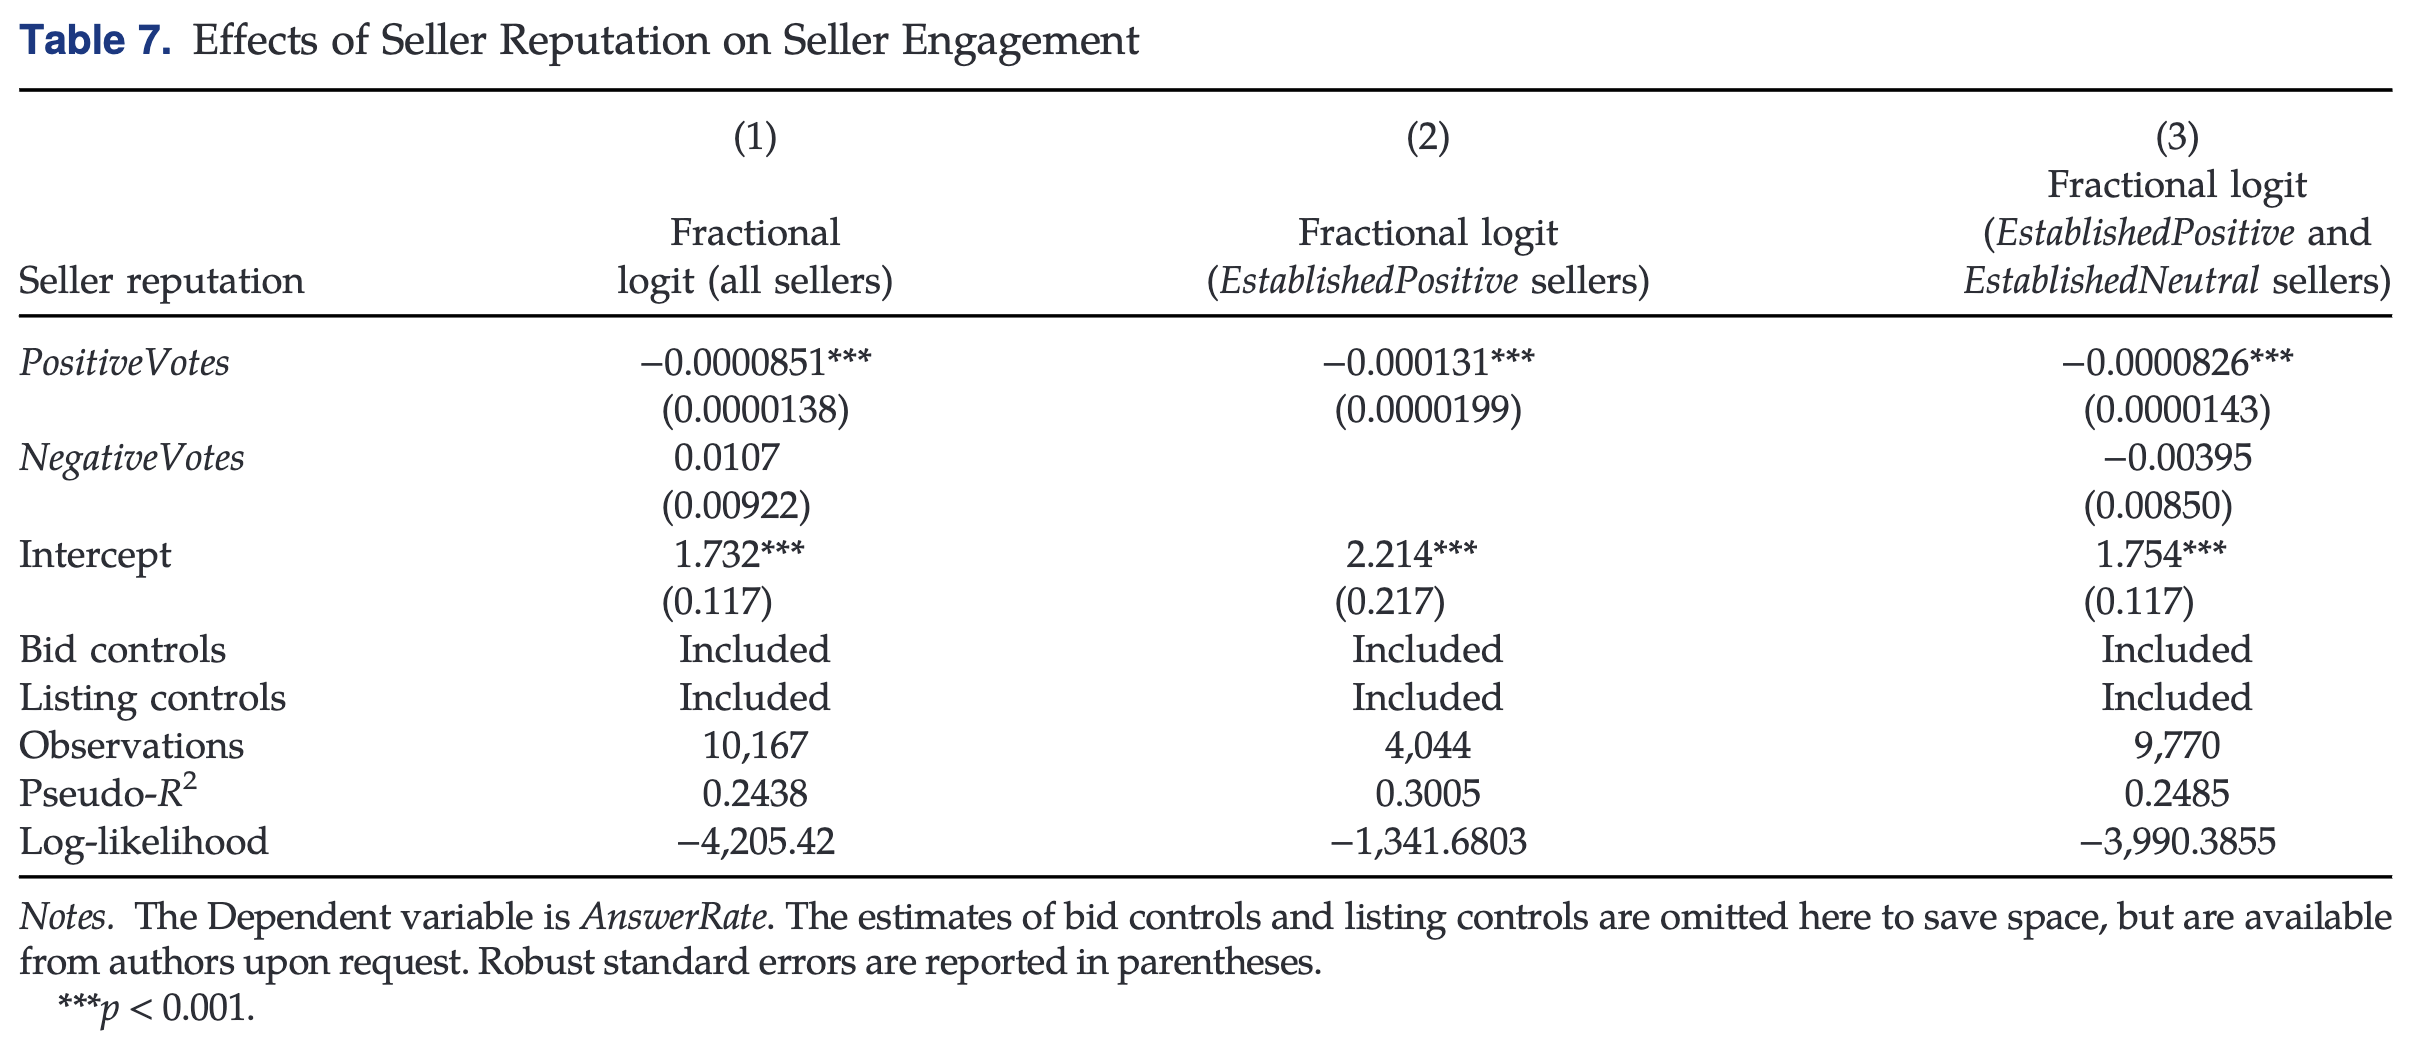 Table 7. Effects of Seller Reputation on Seller Engagement
(1) (2) (3)
Fractional logit
Fractional Fractional logit (EstablishedPositive and
Seller reputation logit (all sellers) (EstablishedPositive sellers) EstablishedNeutral sellers)
PositiveVotes −0.0000851*** −0.000131*** −0.0000826***
(0.0000138) (0.0000199) (0.0000143)
NegativeVotes 0.0107 −0.00395
(0.00922) (0.00850)
Intercept 1.732*** 2.214*** 1.754***
(0.117) (0.217) (0.117)
Bid controls Included Included Included
Listing controls Included Included Included
Observations 10,167 4,044 9,770
Pseudo-R² 0.2438 0.3005 0.2485
Log-likelihood −4,205.42 −1,341.6803 −3,990.3855
Notes. The Dependent variable is AnswerRate. The estimates of bid controls and listing controls are omitted here to save space, but are available
from authors upon request. Robust standard errors are reported in parentheses.
***p < 0.001.